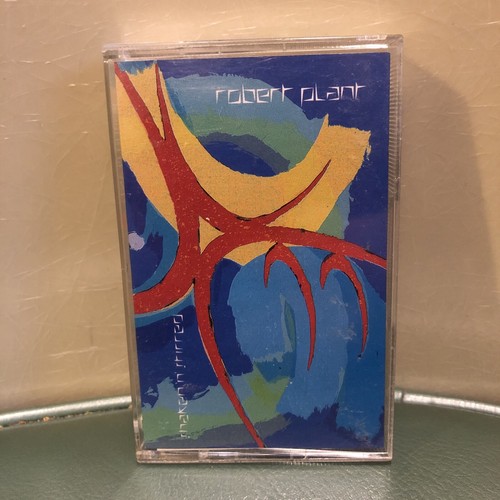 robert plant
shaken 'n' stirred